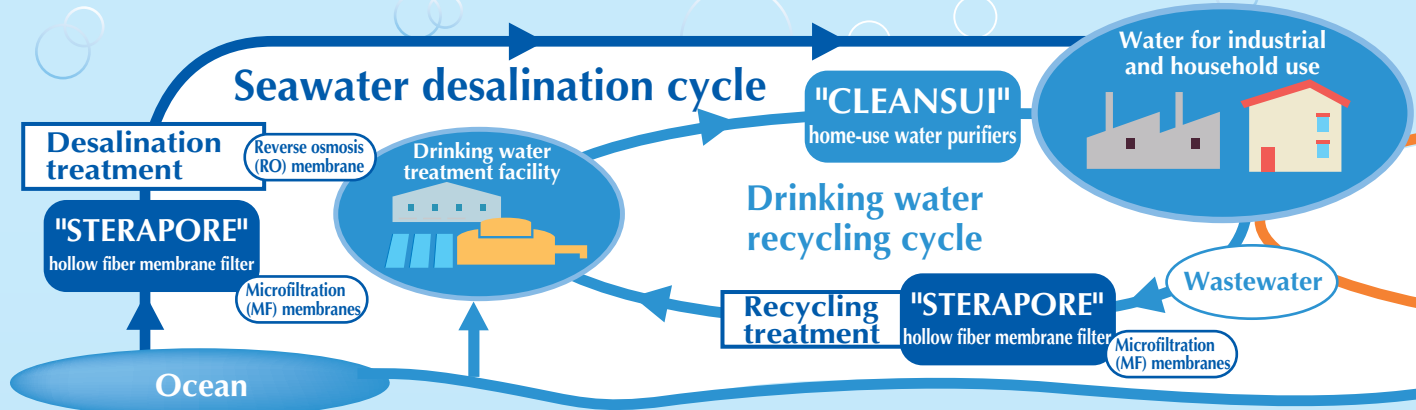 Seawater desalination cycle
Desalination
treatment
Reverse osmosis
(RO) membrane
"STERAPORE"
hollow fiber membrane filter
Microfiltration
(MF) membranes
Ocean
Drinking water
treatment facility
"CLEANSUI"
home-use water purifiers
Water for industrial
and household use
Drinking water
recycling cycle
Wastewater
Recycling
treatment
"STERAPORE"
hollow fiber membrane filter
Microfiltration
(MF) membranes